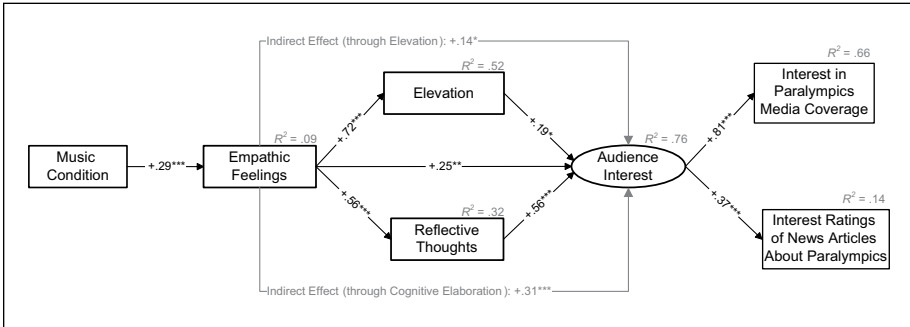 Indirect Effect (through Elevation): +.14*
R² = .66
R² = .52
Interest in
Paralympics
Media Coverage
Elevation
+.72***
+.19*
+.81***
R² = .09
R² = .76
Music
Condition
+.29***
Empathic
Feelings
+.25**
Audience
Interest
+.56***
+.56***
+.37***
R² = .32
R² = .14
Reflective
Thoughts
Interest Ratings
of News Articles
About Paralympics
Indirect Effect (through Cognitive Elaboration): +.31***